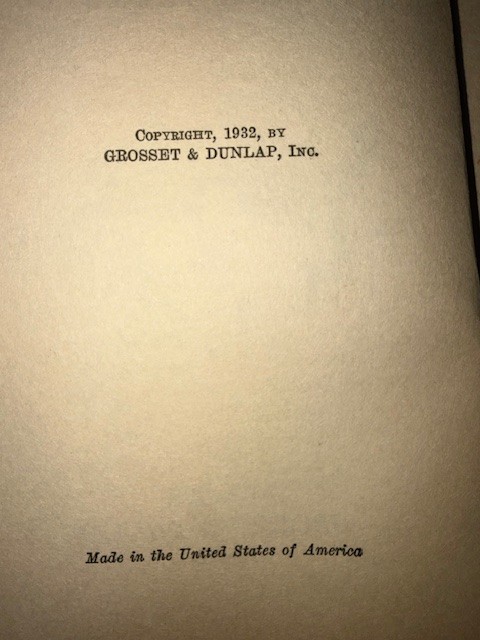 Copyright, 1932, by
GROSSET & DUNLAP, Inc.
Made in the United States of America